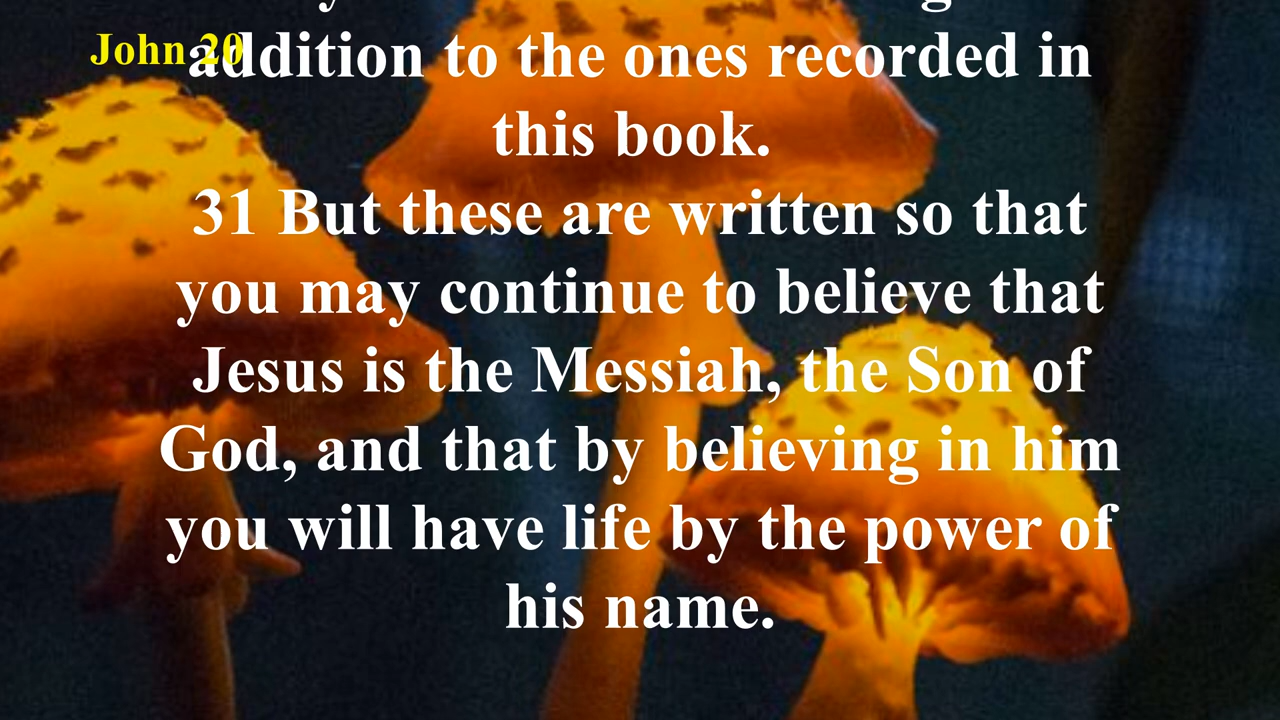 John 20
addition to the ones recorded in
this book.
31 But these are written so that
you may continue to believe that
Jesus is the Messiah, the Son of
God, and that by believing in him
you will have life by the power of
his name.